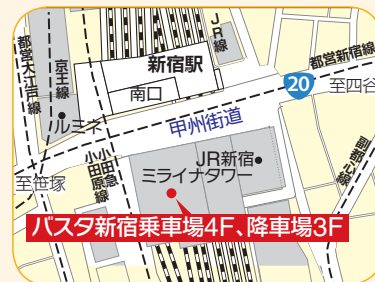 都営大江戸線
京王線
ルミネ
新宿駅
南口
JR線
都営新宿線
20
至四谷
甲州街道
副都心線
至笹塚
小田急
小田原線
JR新宿
ミライナタワー
バスタ新宿乗車場4F、降車場3F